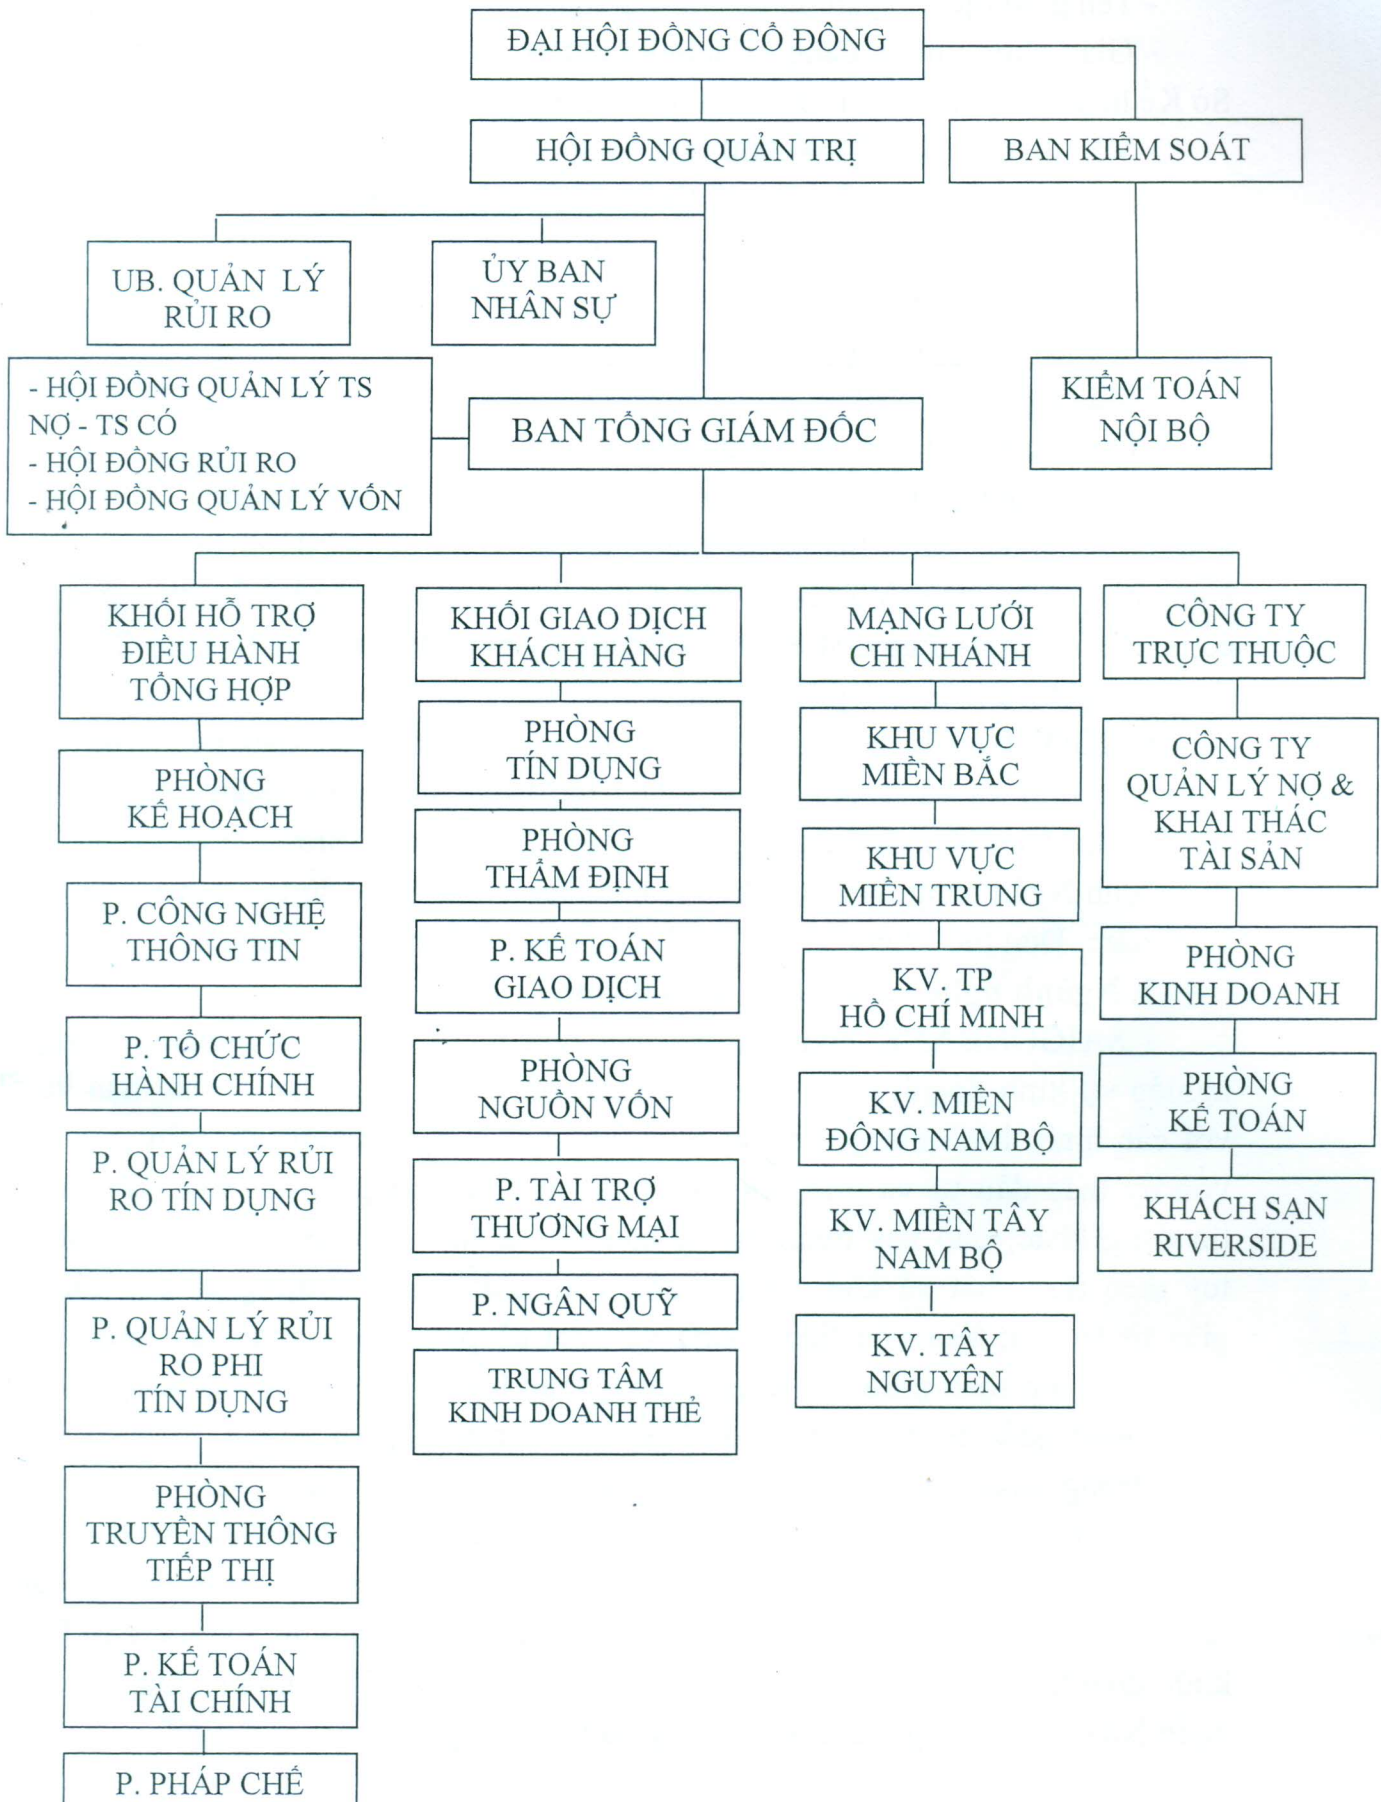 ĐẠI HỘI ĐỒNG CỔ ĐÔNG
HỘI ĐỒNG QUẢN TRỊ
BAN KIỂM SOÁT
UB. QUẢN LÝ
RỦI RO
ỦY BAN
NHÂN SỰ
- HỘI ĐỒNG QUẢN LÝ TS
NỢ - TS CÓ
- HỘI ĐỒNG RỦI RO
- HỘI ĐỒNG QUẢN LÝ VỐN
BAN TỔNG GIÁM ĐỐC
KIỂM TOÁN
NỘI BỘ
KHỐI HỖ TRỢ
ĐIỀU HÀNH
TỔNG HỢP
PHÒNG
KẾ HOẠCH
P. CÔNG NGHỆ
THÔNG TIN
P. TỔ CHỨC
HÀNH CHÍNH
P. QUẢN LÝ RỦI
RO TÍN DỤNG
P. QUẢN LÝ RỦI
RO PHI
TÍN DỤNG
PHÒNG
TRUYỀN THÔNG
TIẾP THỊ
P. KẾ TOÁN
TÀI CHÍNH
P. PHÁP CHẾ
KHỐI GIAO DỊCH
KHÁCH HÀNG
PHÒNG
TÍN DỤNG
PHÒNG
THẨM ĐỊNH
P. KẾ TOÁN
GIAO DỊCH
PHÒNG
NGUỒN VỐN
P. TÀI TRỢ
THƯƠNG MẠI
P. NGÂN QUỸ
TRUNG TÂM
KINH DOANH THẺ
MẠNG LƯỚI
CHI NHÁNH
KHU VỰC
MIỀN BẮC
KHU VỰC
MIỀN TRUNG
KV. TP
HỒ CHÍ MINH
KV. MIỀN
ĐÔNG NAM BỘ
KV. MIỀN TÂY
NAM BỘ
KV. TÂY
NGUYÊN
CÔNG TY
TRỰC THUỘC
CÔNG TY
QUẢN LÝ NỢ &
KHAI THÁC
TÀI SẢN
PHÒNG
KINH DOANH
PHÒNG
KẾ TOÁN
KHÁCH SẠN
RIVERSIDE